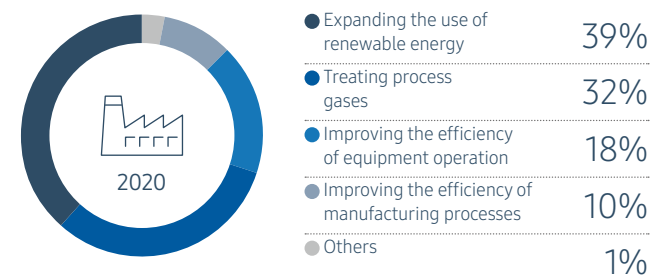 2020
Expanding the use of
renewable energy
39%
Treating process
gases
32%
Improving the efficiency
of equipment operation
18%
Improving the efficiency of
manufacturing processes
10%
Others
1%